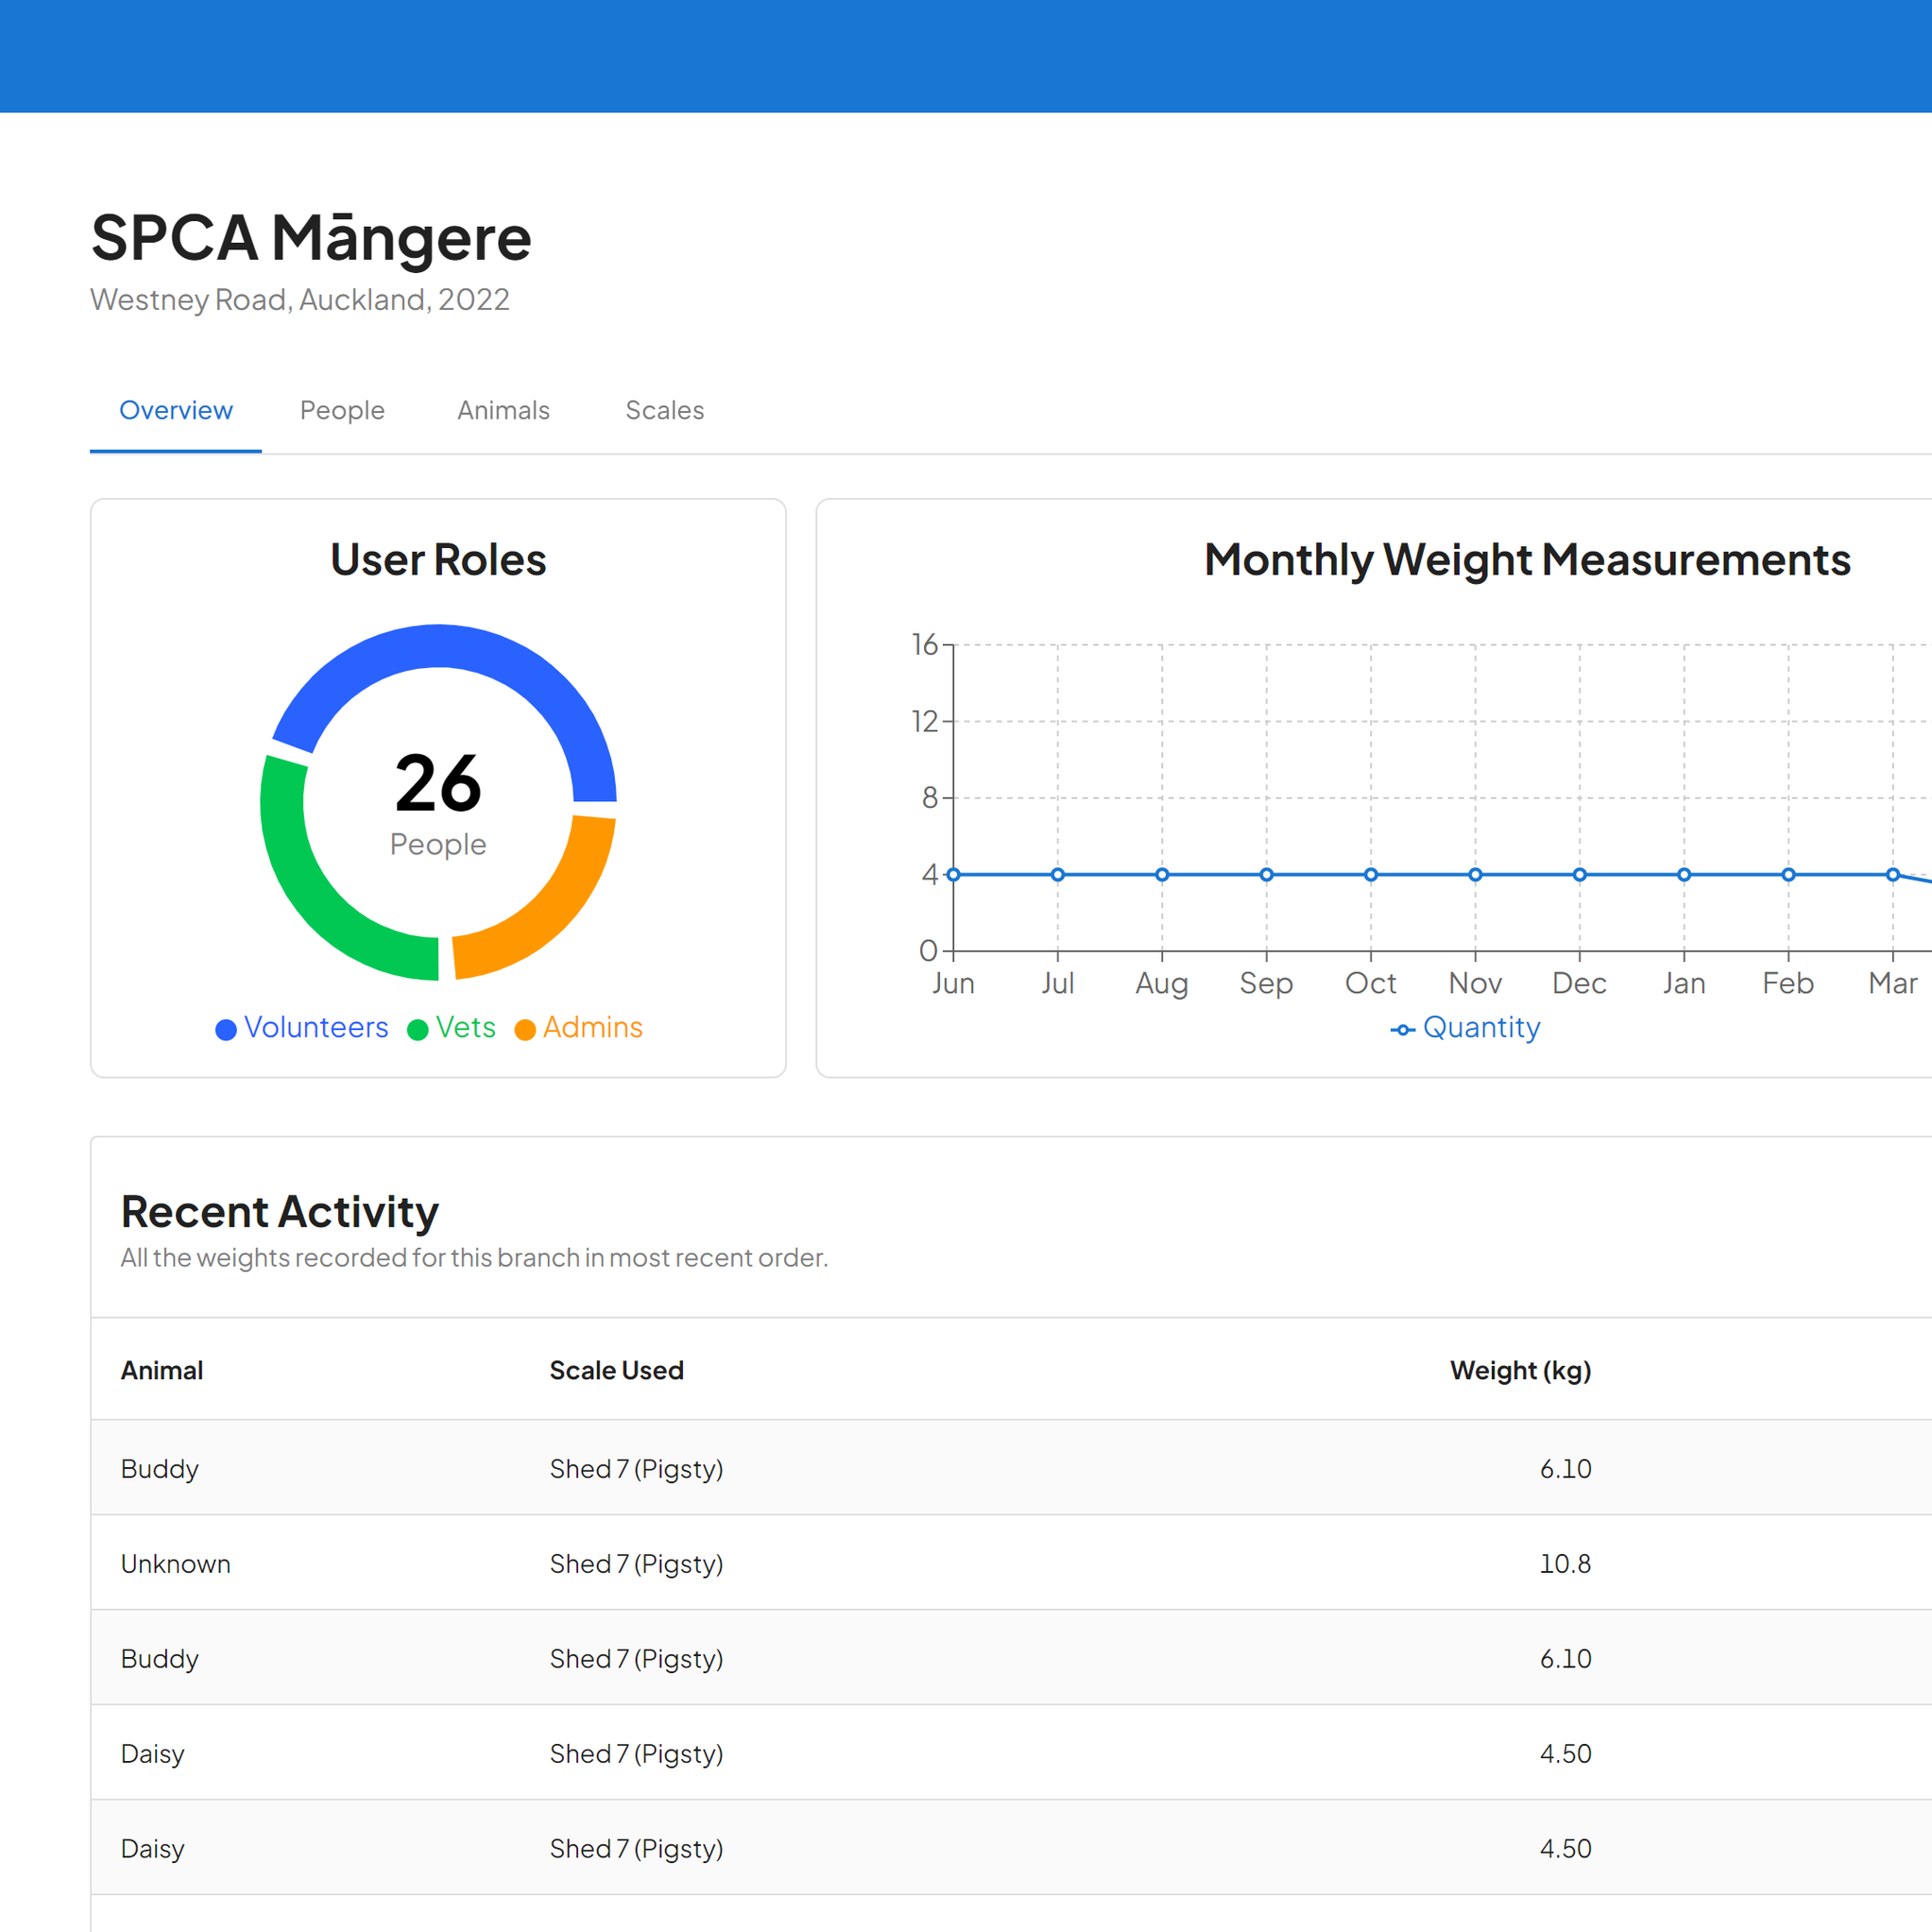 SPCA Māngere
Westney Road, Auckland, 2022
Overview People Animals Scales
User Roles
26
People
Volunteers Vets Admins
Monthly Weight Measurements
16
12
8
4
0
Jun Jul Aug Sep Oct Nov Dec Jan Feb Mar
Quantity
Recent Activity
All the weights recorded for this branch in most recent order.
Animal Scale Used Weight (kg)
Buddy Shed 7 (Pigsty) 6.10
Unknown Shed 7 (Pigsty) 10.8
Buddy Shed 7 (Pigsty) 6.10
Daisy Shed 7 (Pigsty) 4.50
Daisy Shed 7 (Pigsty) 4.50